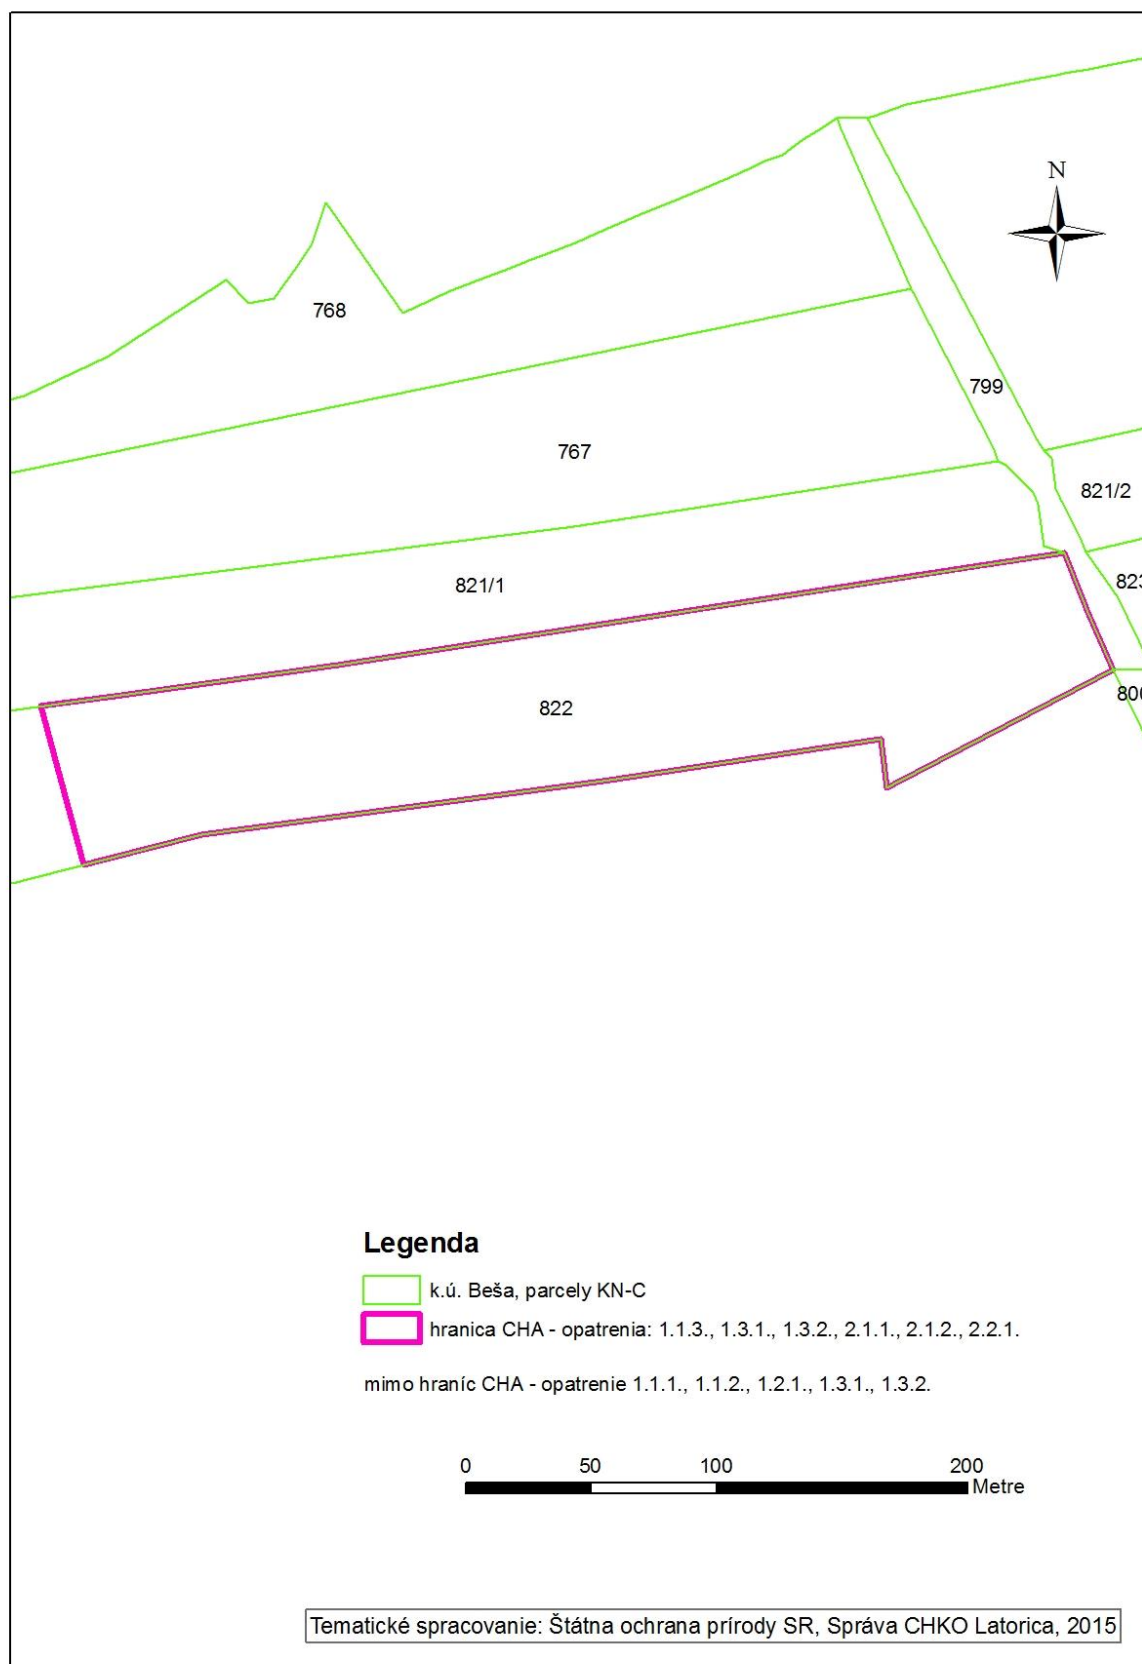 N
768
799
767
821/2
821/1
823
822
Legenda
k.ú. Beša, parcely KN-C
hranica CHA - opatrenia: 1.1.3., 1.3.1., 1.3.2., 2.1.1., 2.1.2., 2.2.1.
mimo hraníc CHA - opatrenie 1.1.1., 1.1.2., 1.2.1., 1.3.1., 1.3.2.
0 50 100 200
Metre
Tematické spracovanie: Štátna ochrana prírody SR, Správa CHKO Latorica, 2015